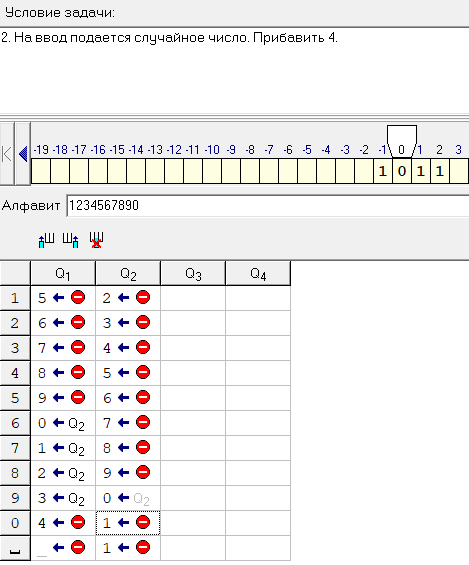 Условие задачи:
2. На ввод подается случайное число. Прибавить 4.
-19 -18 -17 -16 -15 -14 -13 -12 -11 -10 -9 -8 -7 -6 -5 -4 -3 -2 -1 0 1 2 3
1 0 1 1
Алфавит 1234567890
Q1 Q2 Q3 Q4
1 5 ← ⛔ 2 ← ⛔
2 6 ← ⛔ 3 ← ⛔
3 7 ← ⛔ 4 ← ⛔
4 8 ← ⛔ 5 ← ⛔
5 9 ← ⛔ 6 ← ⛔
6 0 ← Q2 7 ← ⛔
7 1 ← Q2 8 ← ⛔
8 2 ← Q2 9 ← ⛔
9 3 ← Q2 0 ← Q2
0 4 ← ⛔ 1 ← ⛔
␣ _ ← ⛔ 1 ← ⛔